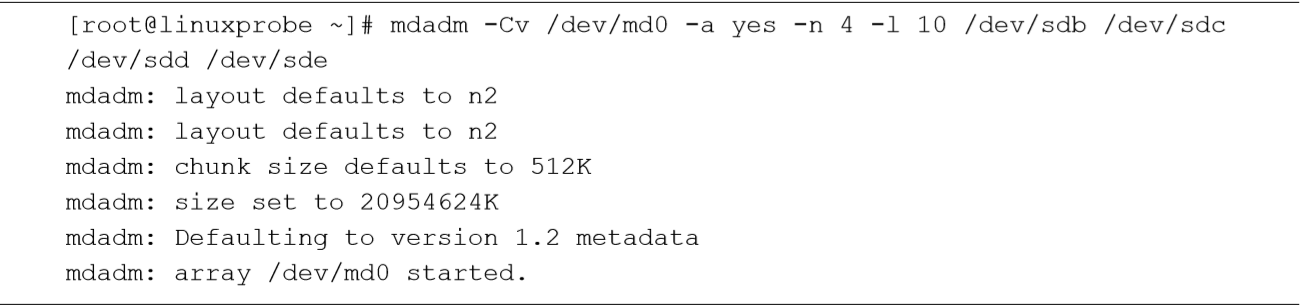 [root@linuxprobe ~]# mdadm -Cv /dev/md0 -a yes -n 4 -l 10 /dev/sdb /dev/sdc
/dev/sdd /dev/sde
mdadm: layout defaults to n2
mdadm: layout defaults to n2
mdadm: chunk size defaults to 512K
mdadm: size set to 20954624K
mdadm: Defaulting to version 1.2 metadata
mdadm: array /dev/md0 started.